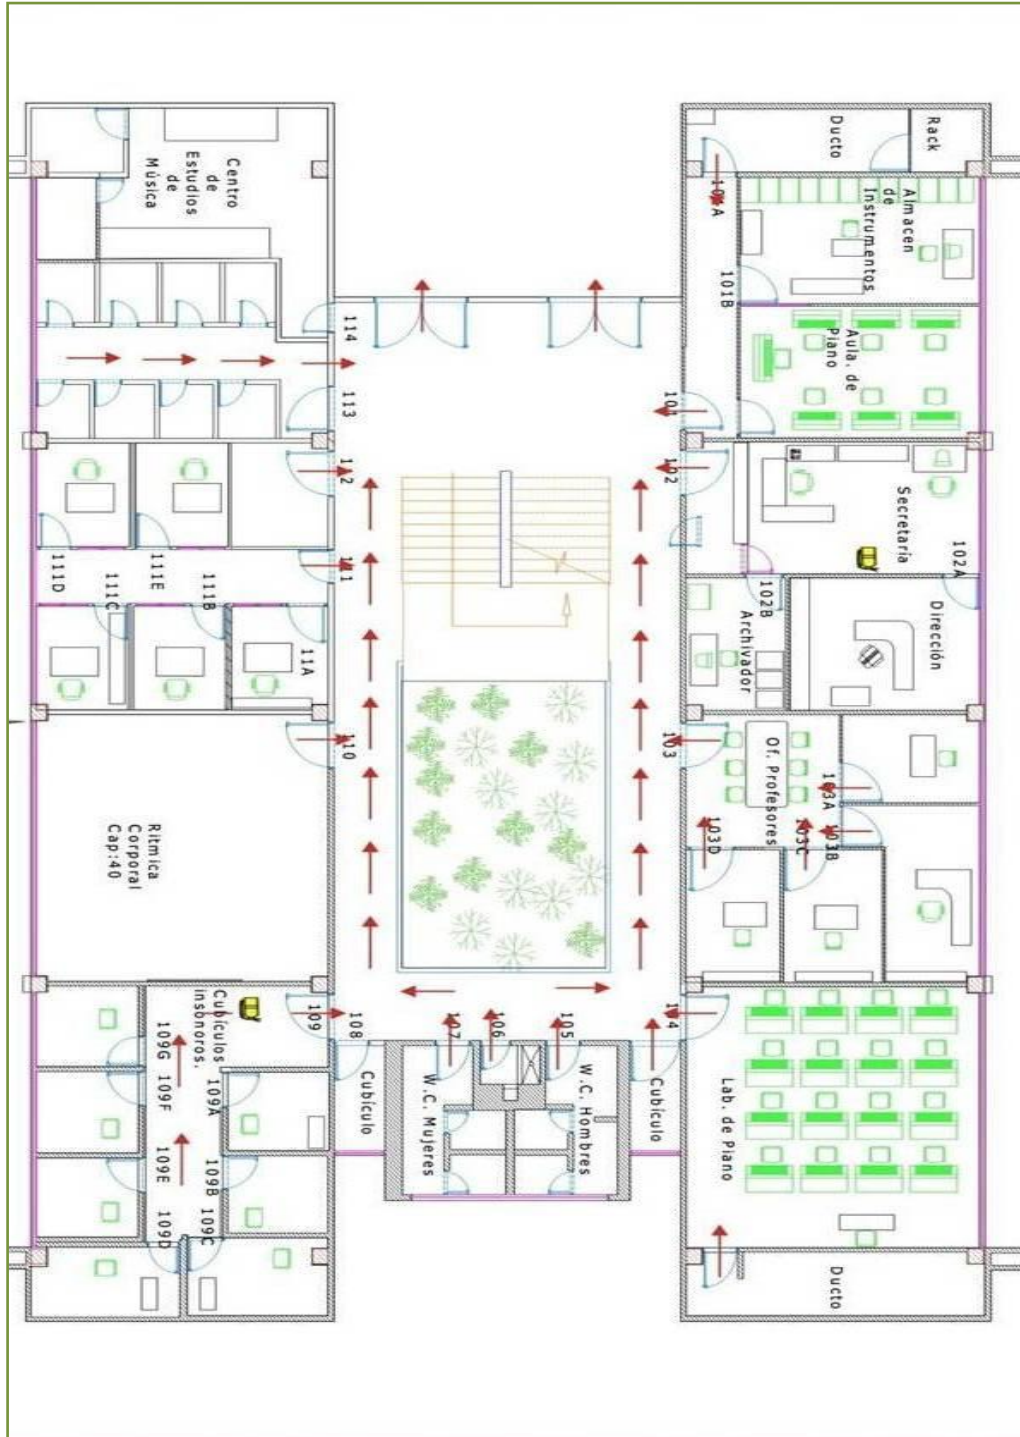 Ducto
Rack
Centro
de
Estudios
de
Música
101A
Almacen
de
Instrumentos
101B
114
Aula. de
Piano
113
101
112
102
Secretaria
111
102A
111D
111C
111E
111B
102B
Archivador
Dirección
11A
110
103
Of. Profesores
103A
103B
103C
103D
Ritmica
Corporal
Cap:40
Cubículos
insonoros.
109
108
107
106
105
104
109G
109F
109A
Cubículo
W.C. Mujeres
W.C. Hombres
Cubículo
Lab. de Piano
109E
109B
109D
109C
Ducto